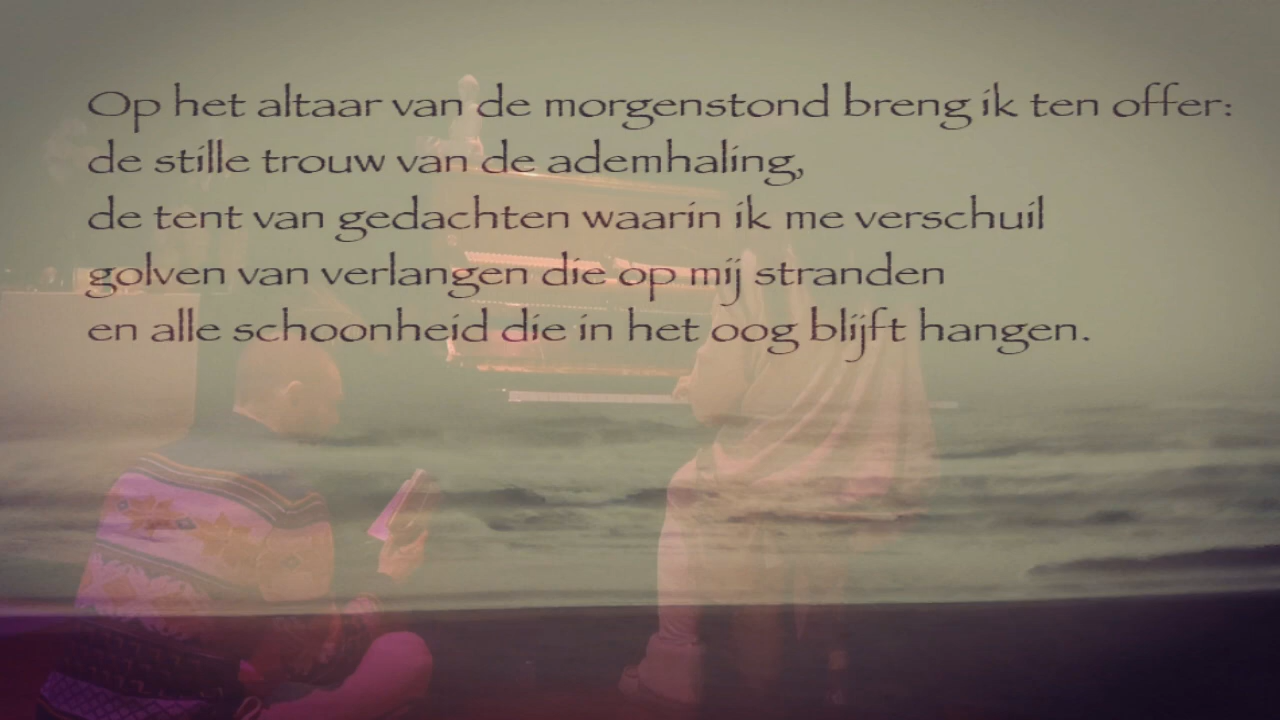 Op het altaar van de morgenstond breng ik ten offer:
de stille trouw van de ademhaling,
de tent van gedachten waarin ik me verschuil
golven van verlangen die op mij stranden
en alle schoonheid die in het oog blijft hangen.